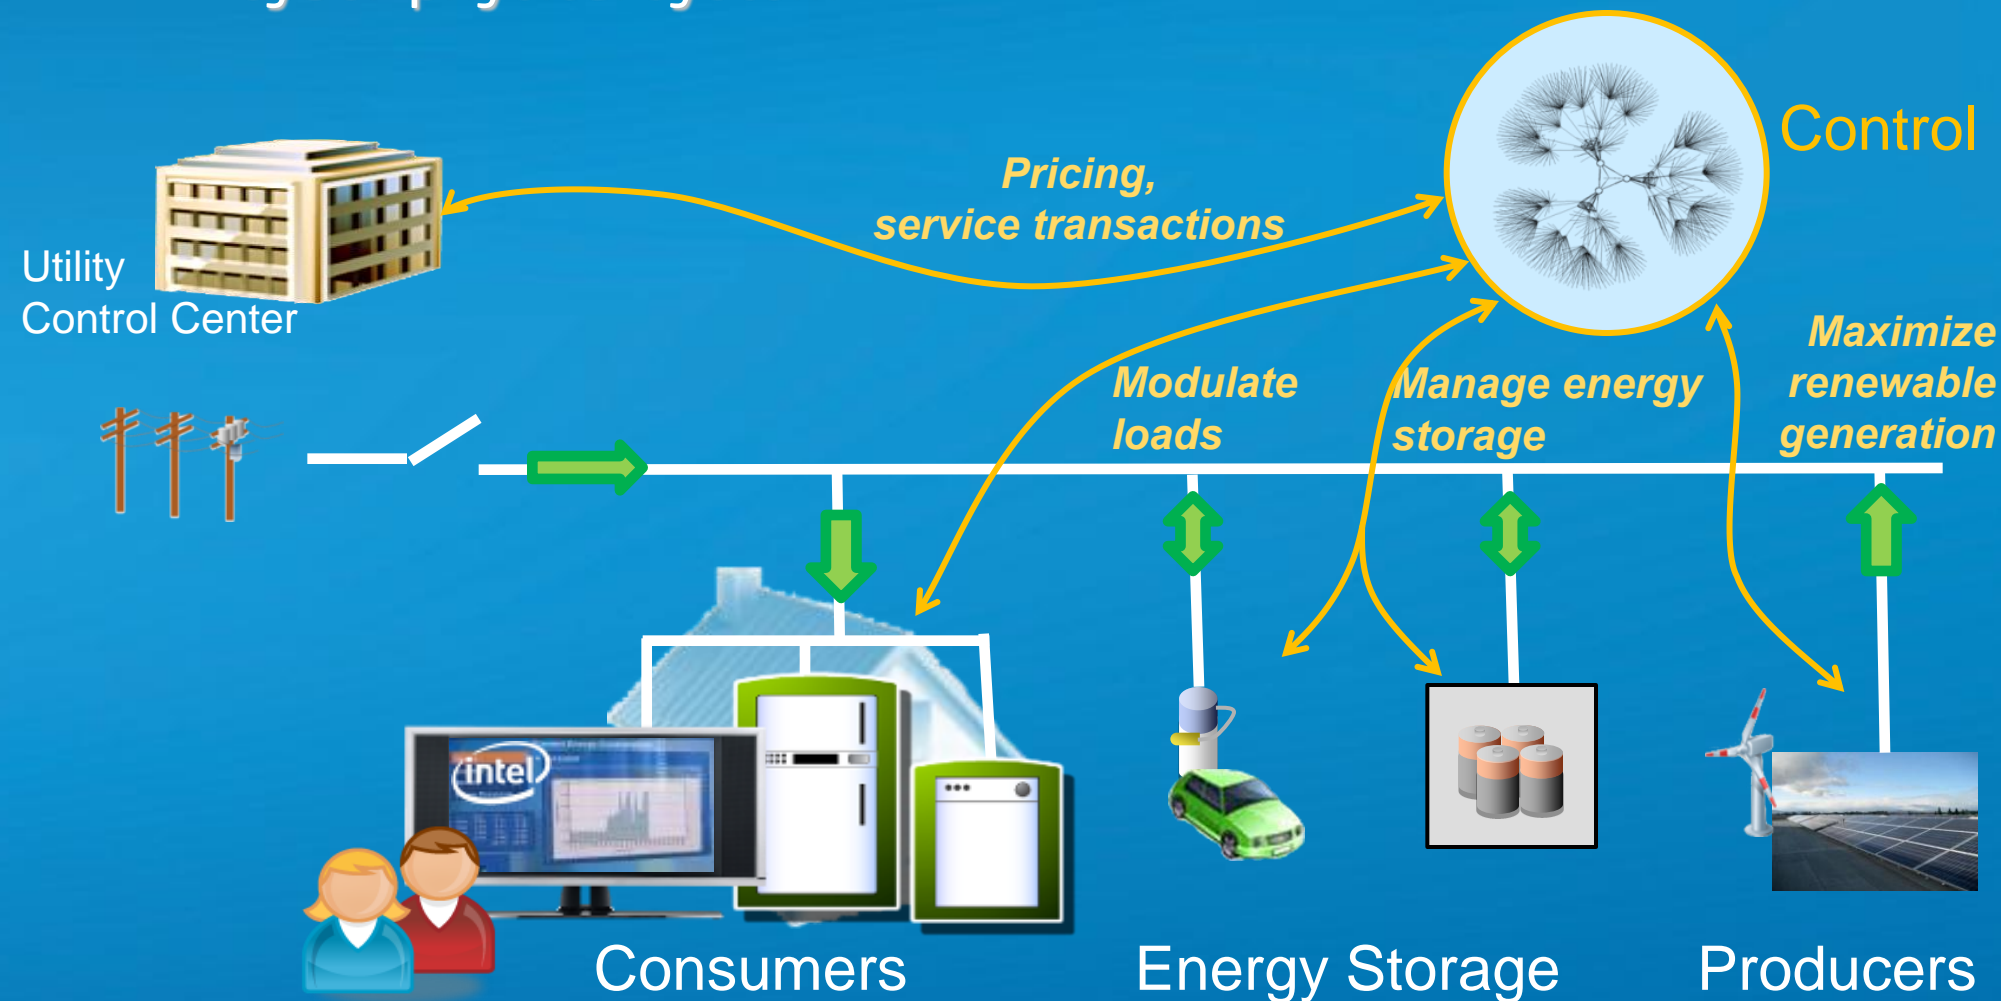 Control
Pricing,
service transactions
Utility
Control Center
Maximize
renewable
generation
Modulate
loads
Manage energy
storage
intel
Consumers
Energy Storage
Producers